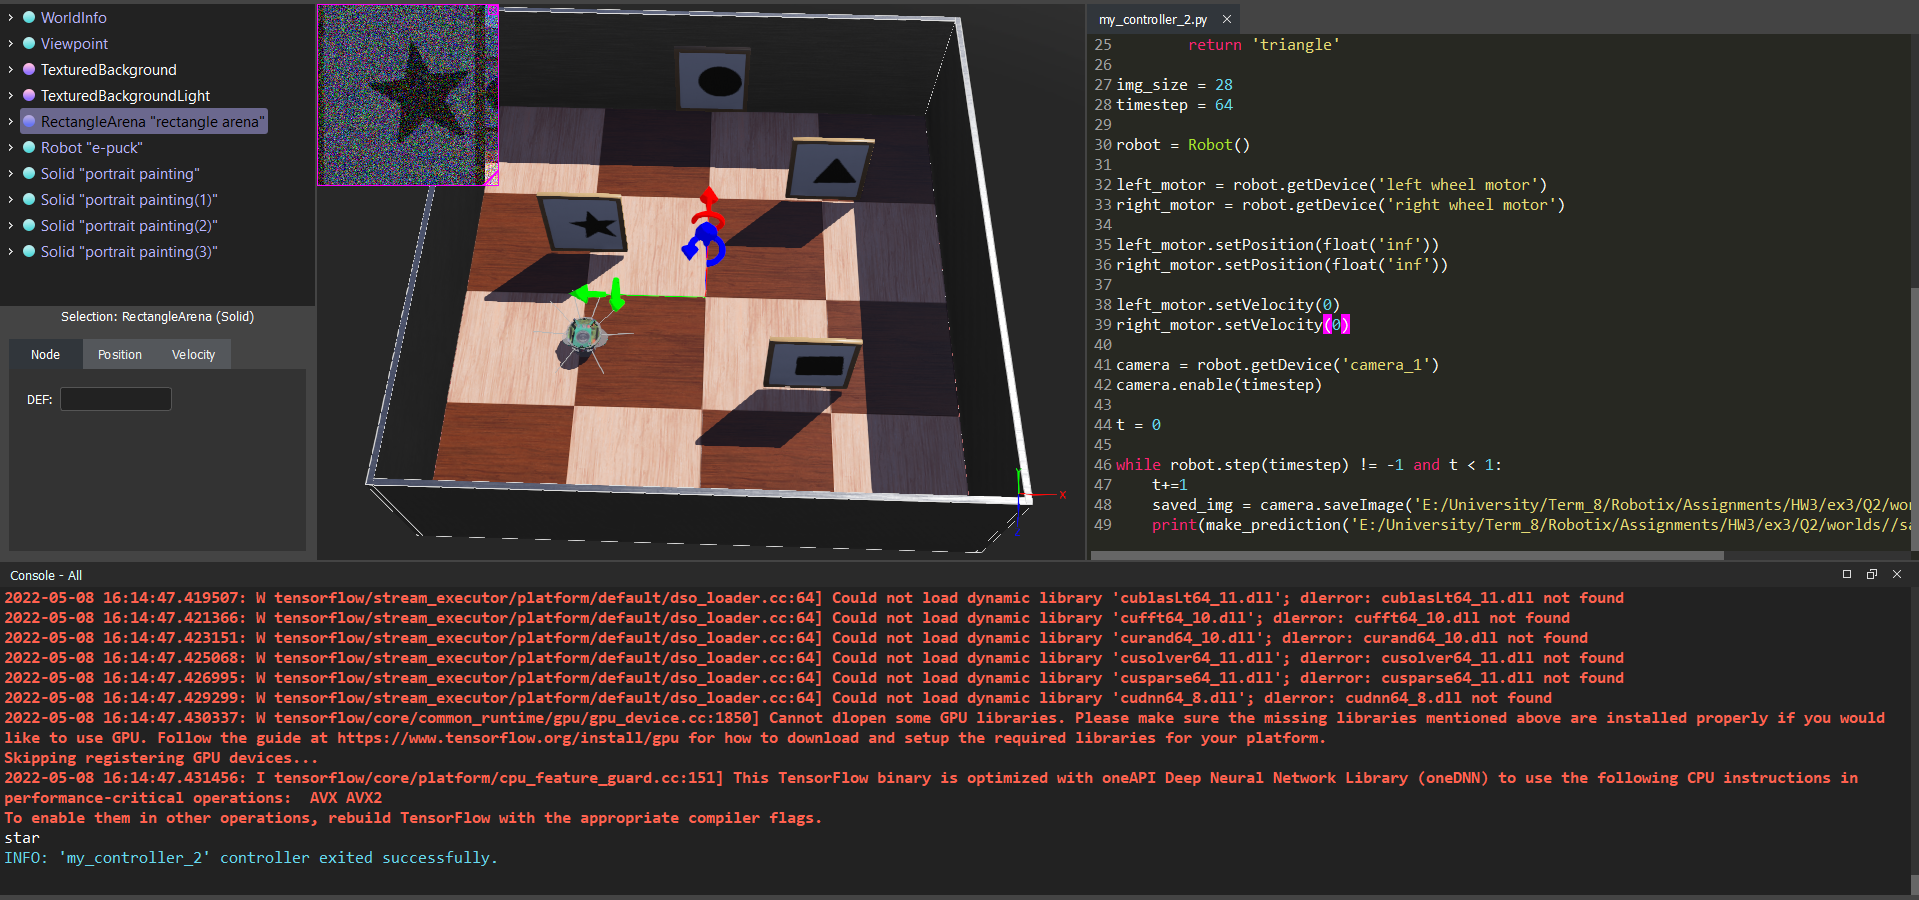 WorldInfo
Viewpoint
TexturedBackground
TexturedBackgroundLight
RectangleArena "rectangle arena"
Robot "e-puck"
Solid "portrait painting"
Solid "portrait painting(1)"
Solid "portrait painting(2)"
Solid "portrait painting(3)"
Selection: RectangleArena (Solid)
Node Position Velocity
DEF:
X
my_controller_2.py
25 return 'triangle'
26
27 img_size = 28
28 timestep = 64
29
30 robot = Robot()
31
32 left_motor = robot.getDevice('left wheel motor')
33 right_motor = robot.getDevice('right wheel motor')
34
35 left_motor.setPosition(float('inf'))
36 right_motor.setPosition(float('inf'))
37
38 left_motor.setVelocity(0)
39 right_motor.setVelocity(0)
40
41 camera = robot.getDevice('camera_1')
42 camera.enable(timestep)
43
44 t = 0
45
46 while robot.step(timestep) != -1 and t < 1:
47 t+=1
48 saved_img = camera.saveImage('E:/University/Term_8/Robotix/Assignments/HW3/ex3/Q2/wor
49 print(make_prediction('E:/University/Term_8/Robotix/Assignments/HW3/ex3/Q2/worlds//sa
Console - All
2022-05-08 16:14:47.419507: W tensorflow/stream_executor/platform/default/dso_loader.cc:64] Could not load dynamic library 'cublasLt64_11.dll'; dlerror: cublasLt64_11.dll not found
2022-05-08 16:14:47.421366: W tensorflow/stream_executor/platform/default/dso_loader.cc:64] Could not load dynamic library 'cufft64_10.dll'; dlerror: cufft64_10.dll not found
2022-05-08 16:14:47.423151: W tensorflow/stream_executor/platform/default/dso_loader.cc:64] Could not load dynamic library 'curand64_10.dll'; dlerror: curand64_10.dll not found
2022-05-08 16:14:47.425068: W tensorflow/stream_executor/platform/default/dso_loader.cc:64] Could not load dynamic library 'cusolver64_11.dll'; dlerror: cusolver64_11.dll not found
2022-05-08 16:14:47.426995: W tensorflow/stream_executor/platform/default/dso_loader.cc:64] Could not load dynamic library 'cusparse64_11.dll'; dlerror: cusparse64_11.dll not found
2022-05-08 16:14:47.429299: W tensorflow/stream_executor/platform/default/dso_loader.cc:64] Could not load dynamic library 'cudnn64_8.dll'; dlerror: cudnn64_8.dll not found
2022-05-08 16:14:47.430337: W tensorflow/core/common_runtime/gpu/gpu_device.cc:1850] Cannot dlopen some GPU libraries. Please make sure the missing libraries mentioned above are installed properly if you would
like to use GPU. Follow the guide at https://www.tensorflow.org/install/gpu for how to download and setup the required libraries for your platform.
Skipping registering GPU devices...
2022-05-08 16:14:47.431456: I tensorflow/core/platform/cpu_feature_guard.cc:151] This TensorFlow binary is optimized with oneAPI Deep Neural Network Library (oneDNN) to use the following CPU instructions in
performance-critical operations:  AVX AVX2
To enable them in other operations, rebuild TensorFlow with the appropriate compiler flags.
star
INFO: 'my_controller_2' controller exited successfully.